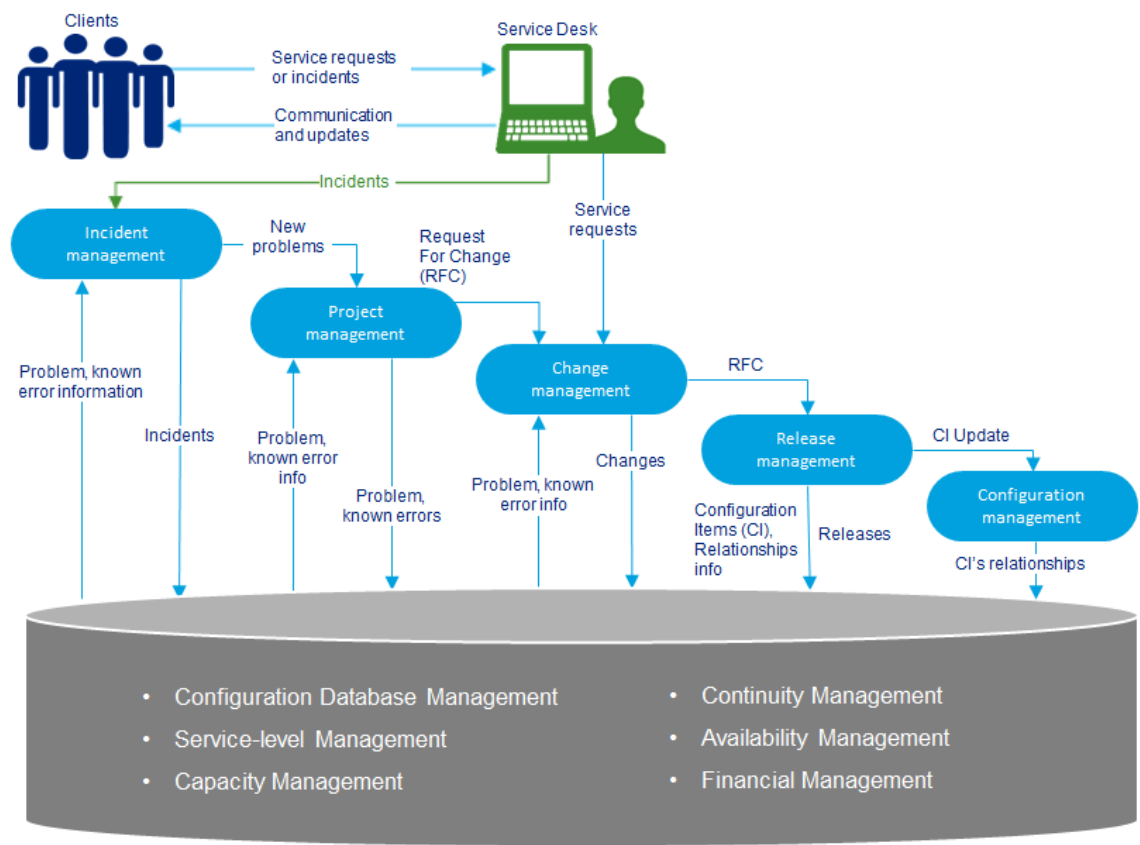 Clients
Service Desk
Service requests
or incidents
Communication
and updates
Incidents
Service
requests
Incident
management
New
problems
Request
For Change
(RFC)
Project
management
Change
management
RFC
Problem, known
error information
Incidents
Problem,
known error
info
Problem,
known errors
Problem, known
error info
Changes
Release
management
CI Update
Configuration
management
Configuration
Items (CI),
Relationships
info
Releases
CI's relationships
• Configuration Database Management
• Service-level Management
• Capacity Management
• Continuity Management
• Availability Management
• Financial Management